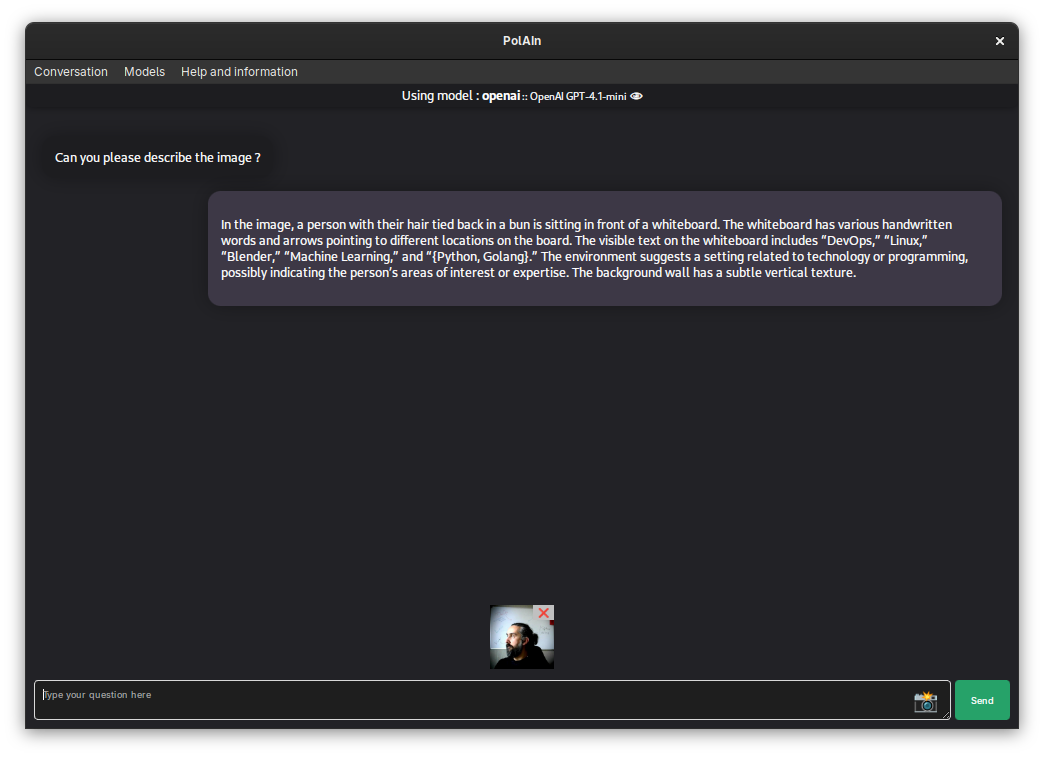 PolAIn
Conversation Models Help and information
Using model : openai :: OpenAI GPT-4.1-mini
Can you please describe the image ?
In the image, a person with their hair tied back in a bun is sitting in front of a whiteboard. The whiteboard has various handwritten
words and arrows pointing to different locations on the board. The visible text on the whiteboard includes “DevOps,” “Linux,”
“Blender,” “Machine Learning,” and “{Python, Golang}.” The environment suggests a setting related to technology or programming,
possibly indicating the person’s areas of interest or expertise. The background wall has a subtle vertical texture.
Type your question here
Send